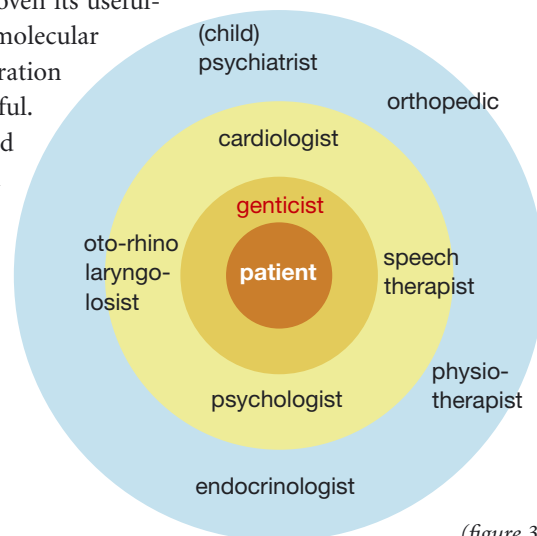 oven its useful-
molecular
ration
ful.
d
(child)
psychiatrist
orthopedic
cardiologist
genticist
oto-rhino
laryngo-
losist
patient
speech
therapist
physio-
therapist
psychologist
endocrinologist
(figure 3